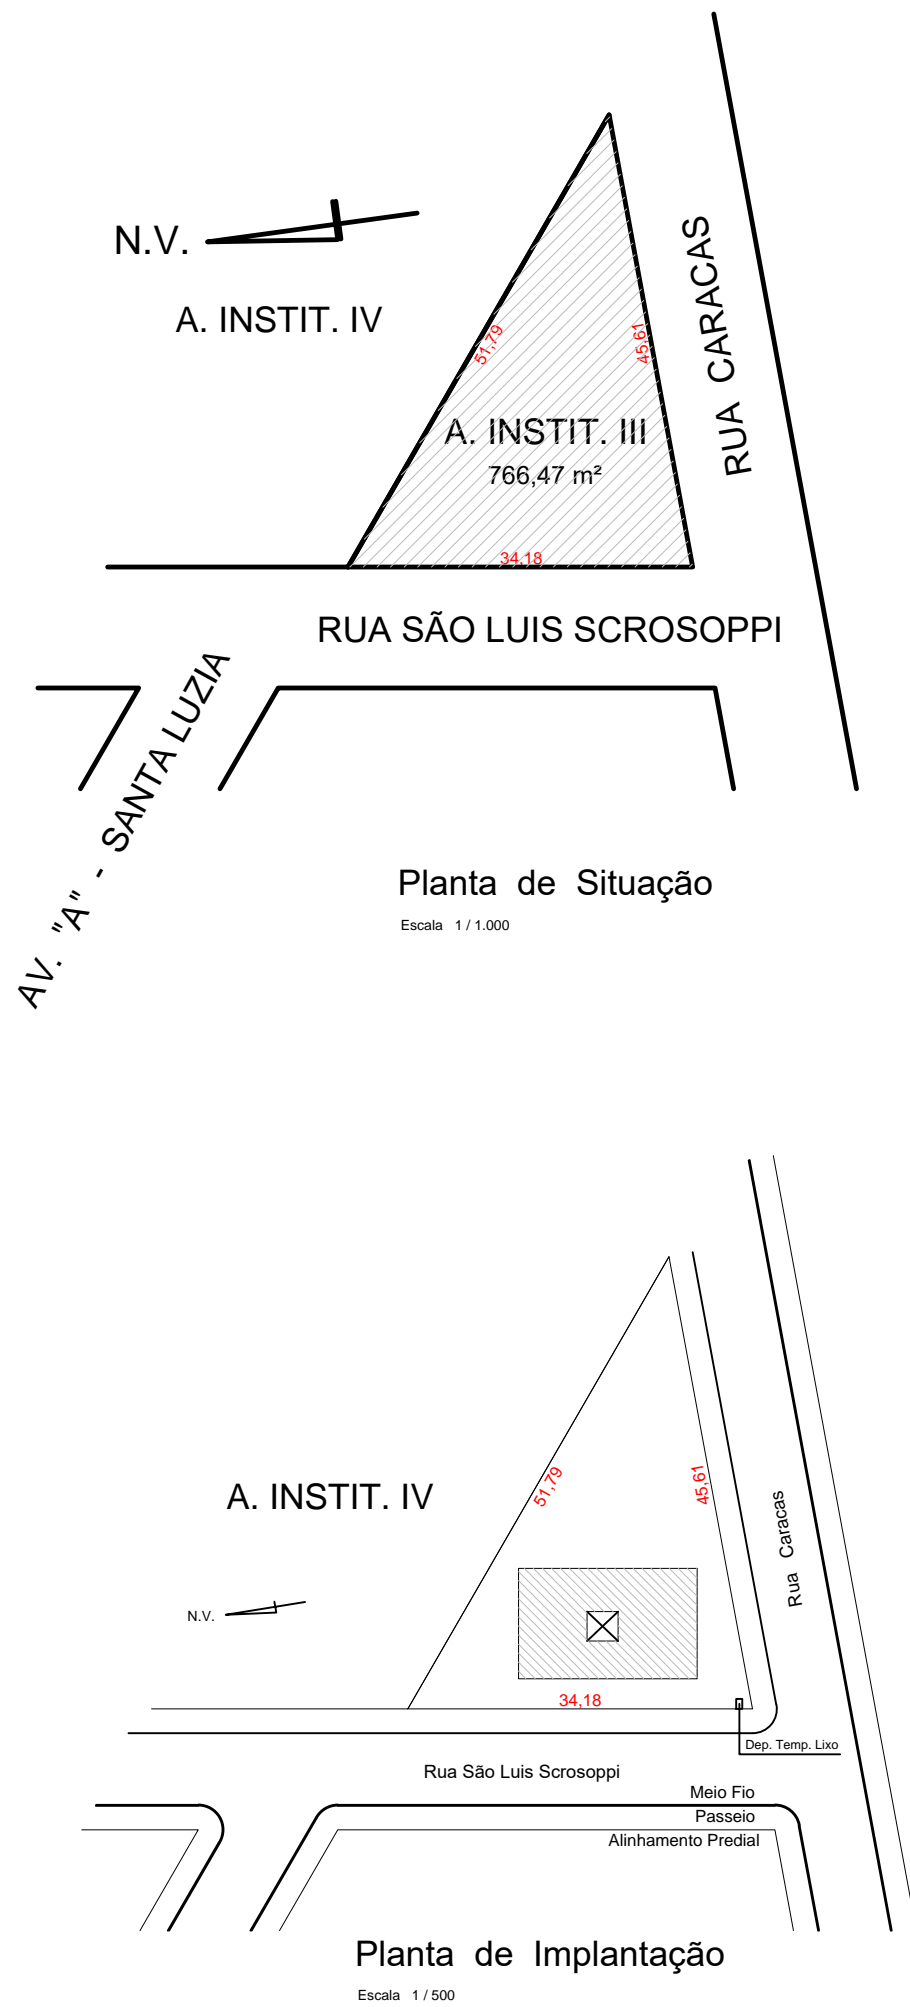 N.V.
A. INSTIT. IV
51,79
45,61
RUA CARACAS
A. INSTIT. III
766,47 m²
34,18
RUA SÃO LUIS SCROSOPPI
AV. "A" - SANTA LUZIA
Planta de Situação
Escala 1 / 1.000
A. INSTIT. IV
51,79
45,61
Rua Caracas
N.V.
34,18
Dep. Temp. Lixo
Rua São Luis Scrosoppi
Meio Fio
Passeio
Alinhamento Predial
Planta de Implantação
Escala 1 / 500